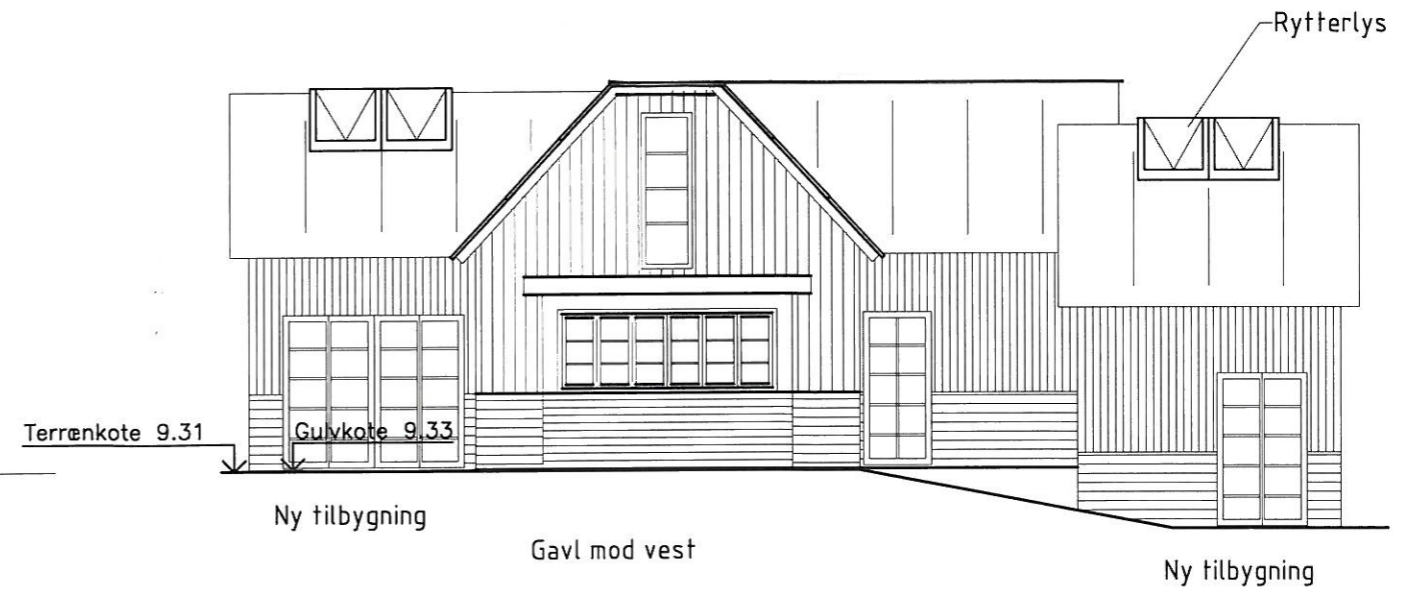 Rytterlys
Terrænkote 9.31
Gulvkote 9.33
Ny tilbygning
Gavl mod vest
Ny tilbygning